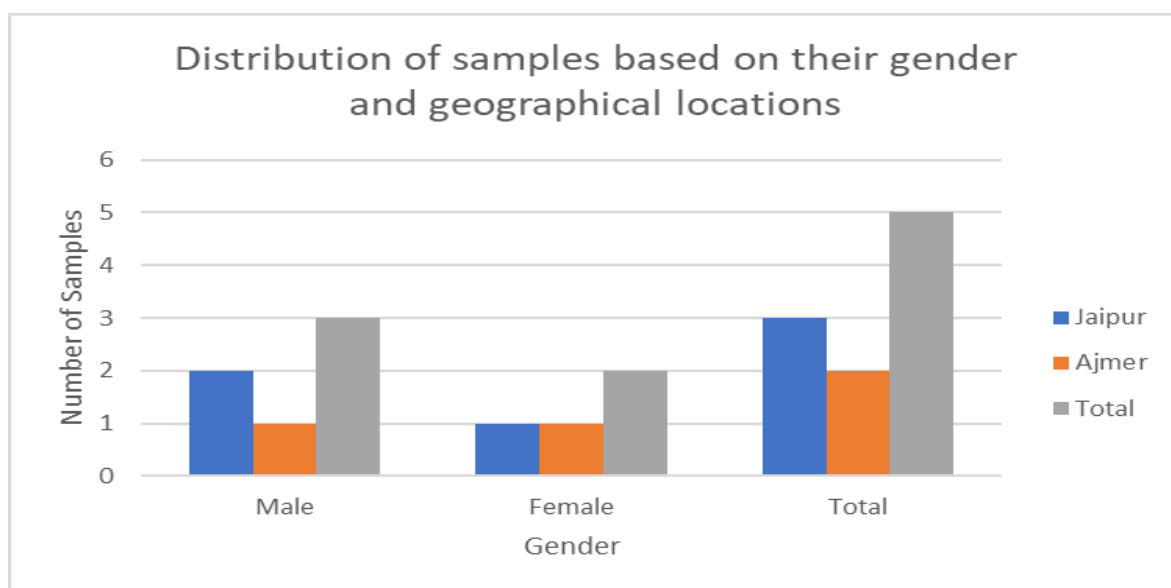 Distribution of samples based on their gender
and geographical locations
6
5
4
3
2
1
0
Number of Samples
Male
Female
Total
Gender
Jaipur
Ajmer
Total